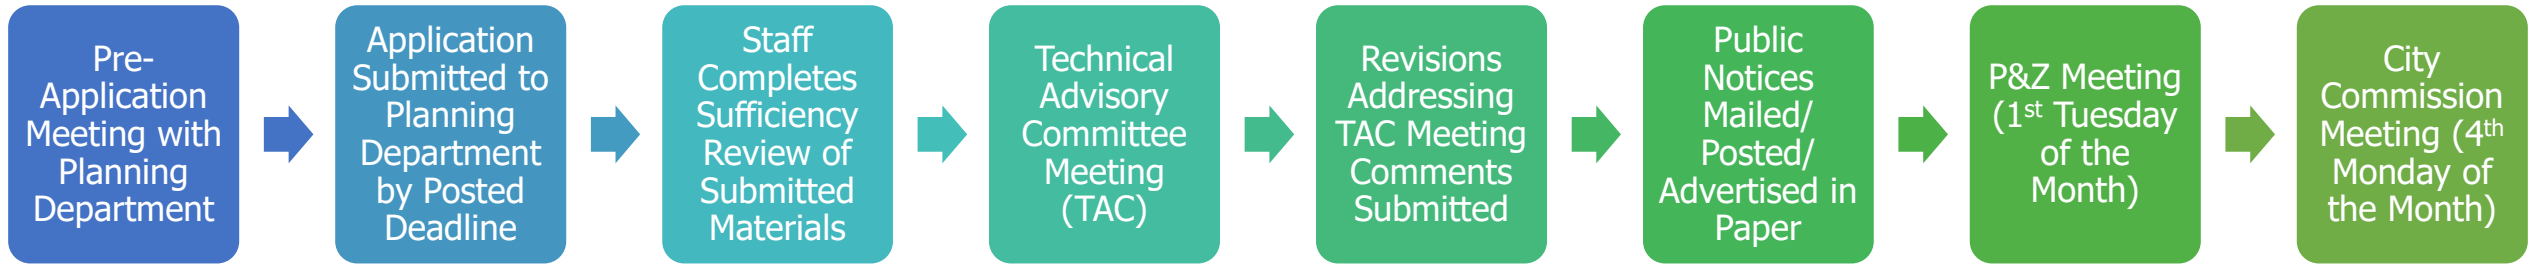 Pre-
Application
Meeting with
Planning
Department
Application
Submitted to
Planning
Department
by Posted
Deadline
Staff
Completes
Sufficiency
Review of
Submitted
Materials
Technical
Advisory
Committee
Meeting
(TAC)
Revisions
Addressing
TAC Meeting
Comments
Submitted
Public
Notices
Mailed/
Posted/
Advertised in
Paper
P&Z Meeting
(1st Tuesday
of the
Month)
City
Commission
Meeting (4th
Monday of
the Month)